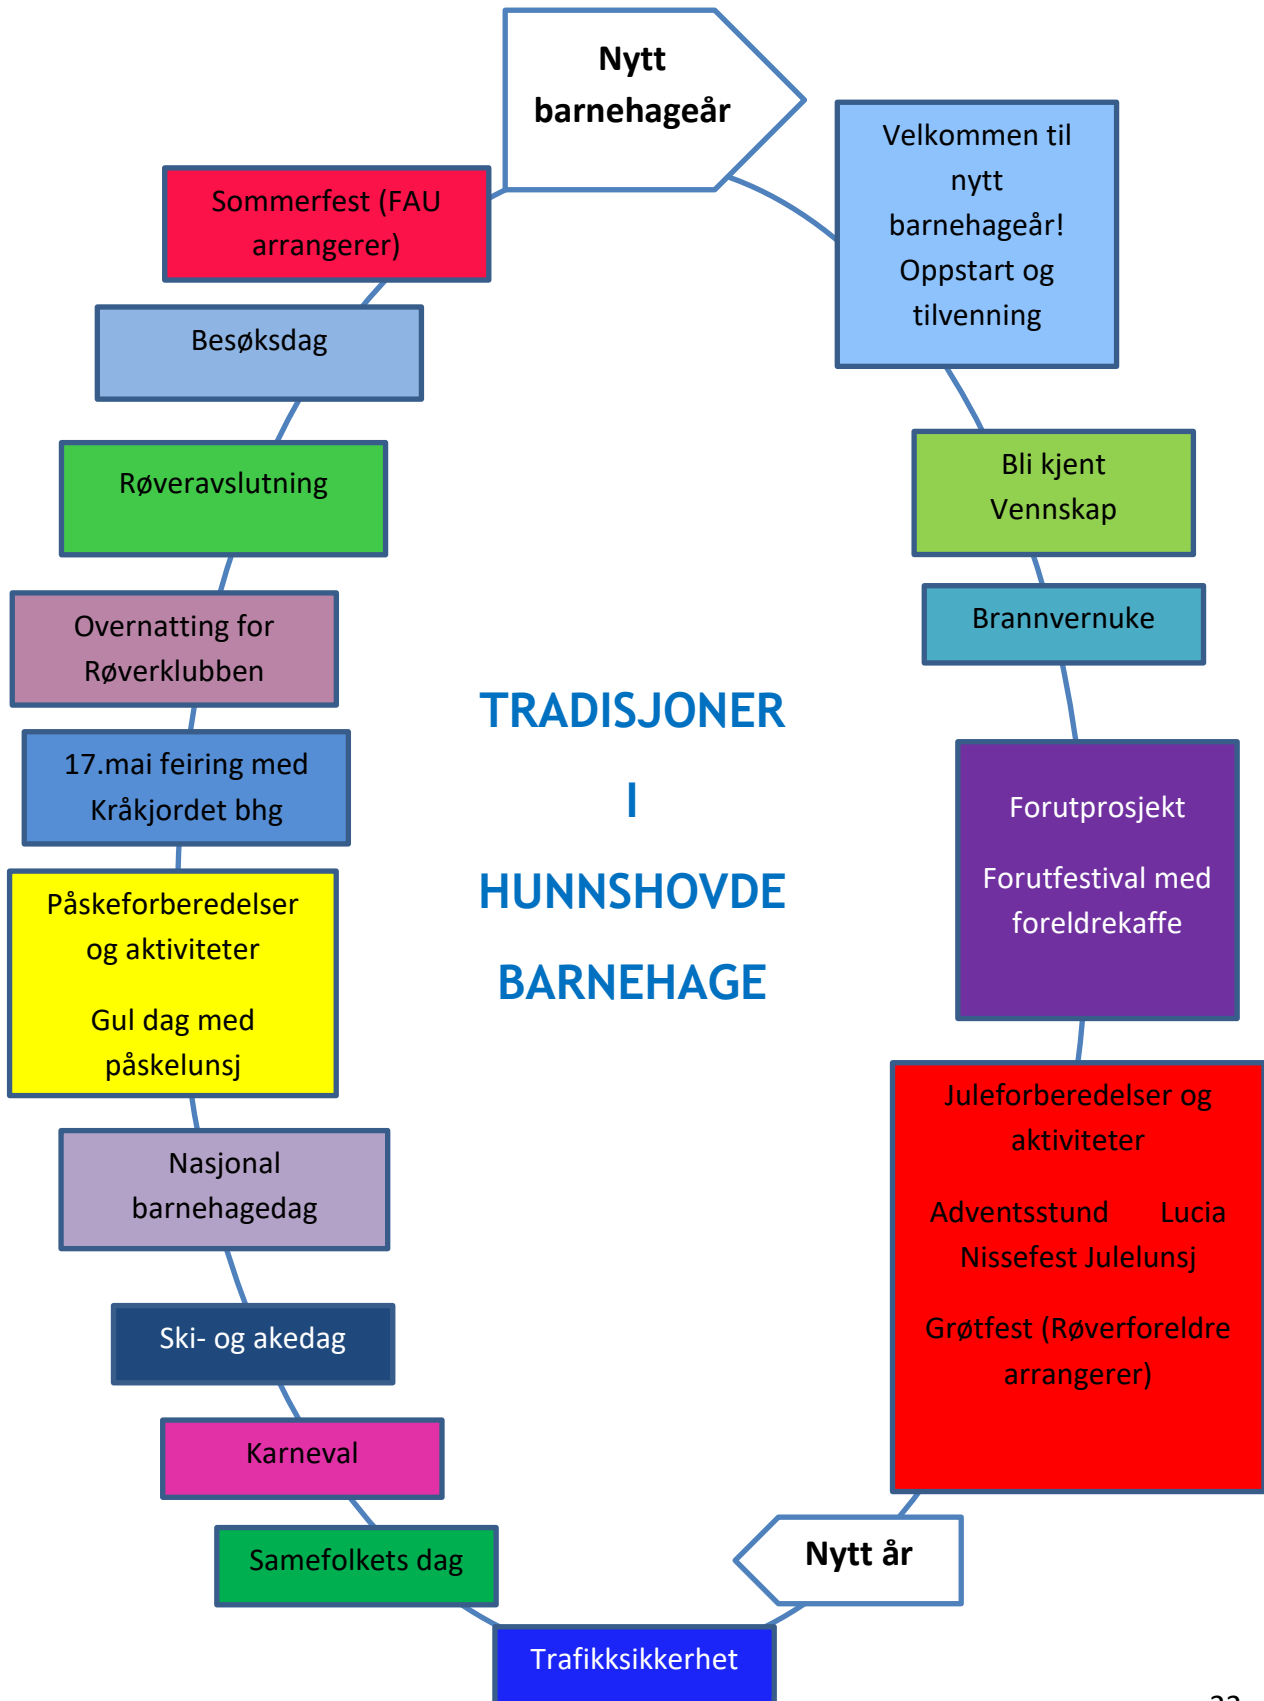 Nytt
barnehageår
Velkommen til
nytt
barnehageår!
Oppstart og
tilvenning
Bli kjent
Vennskap
Brannvernuke
Forutprosjekt
Forutfestival med
foreldrekaffe
Juleforberedelser og
aktiviteter
Adventsstund Lucia
Nissefest Julelunsj
Grøtfest (Røverforeldre
arrangerer)
Nytt år
Trafikksikkerhet
Samefolkets dag
Karneval
Ski- og akedag
Nasjonal
barnehagedag
Påskeforberedelser
og aktiviteter
Gul dag med
påskelunsj
17.mai feiring med
Kråkjordet bhg
Overnatting for
Røverklubben
Røveravslutning
Besøksdag
Sommerfest (FAU
arrangerer)
TRADISJONER
I
HUNNSHOVDE
BARNEHAGE